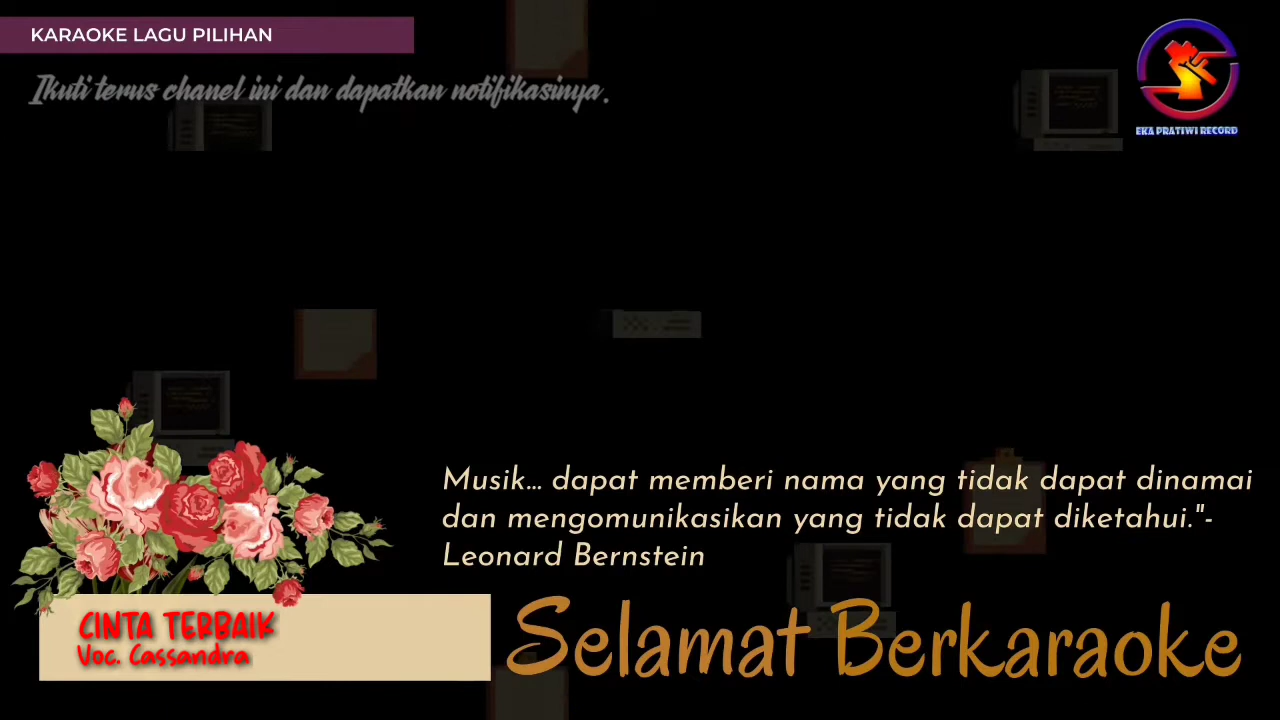 KARAOKE LAGU PILIHAN
Ikuti terus chanel ini dan dapatkan notifikasinya.
EKA PRATIWI RECORD
Musik... dapat memberi nama yang tidak dapat dinamai
dan mengomunikasikan yang tidak dapat diketahui."-
Leonard Bernstein
CINTA TERBAIK
Voc. Cassandra
Selamat Berkaraoke